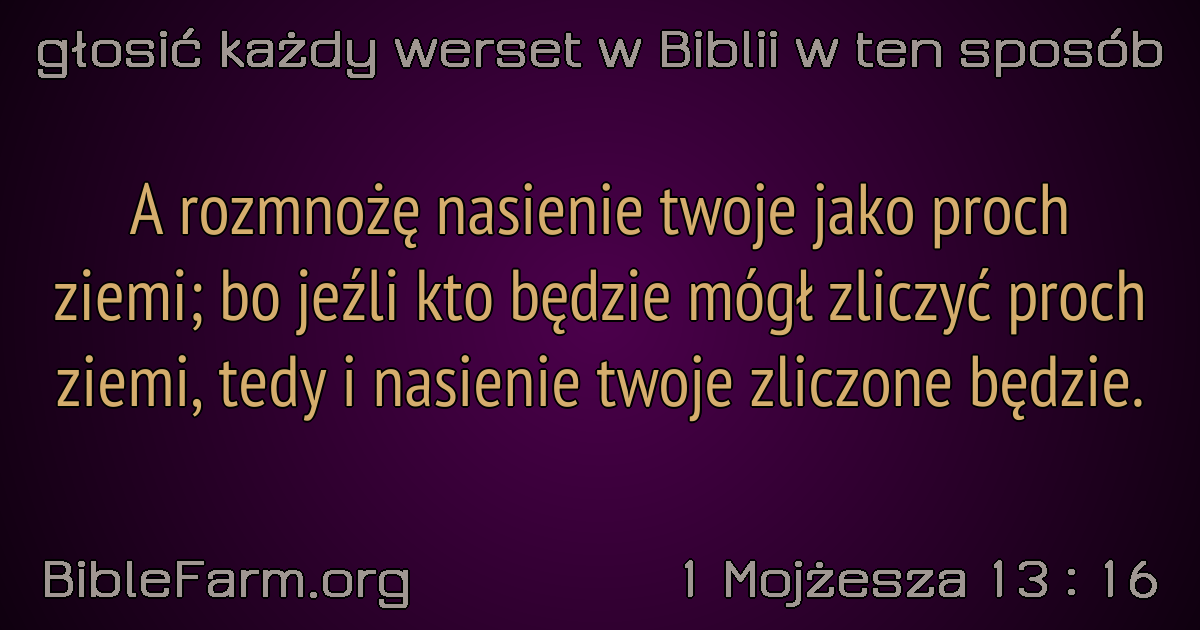 głosić każdy werset w Biblii w ten sposób
A rozmnożę nasienie twoje jako proch
ziemi; bo jeźli kto będzie mógł zliczyć proch
ziemi, tedy i nasienie twoje zliczone będzie.
BibleFarm.org
1 Mojżesza 13 : 16